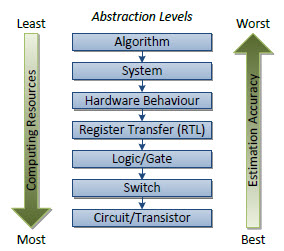 Least
Abstraction Levels
Worst
Algorithm
System
Hardware Behaviour
Register Transfer (RTL)
Logic/Gate
Switch
Circuit/Transistor
Computing Resources
Estimation Accuracy
Most
Best